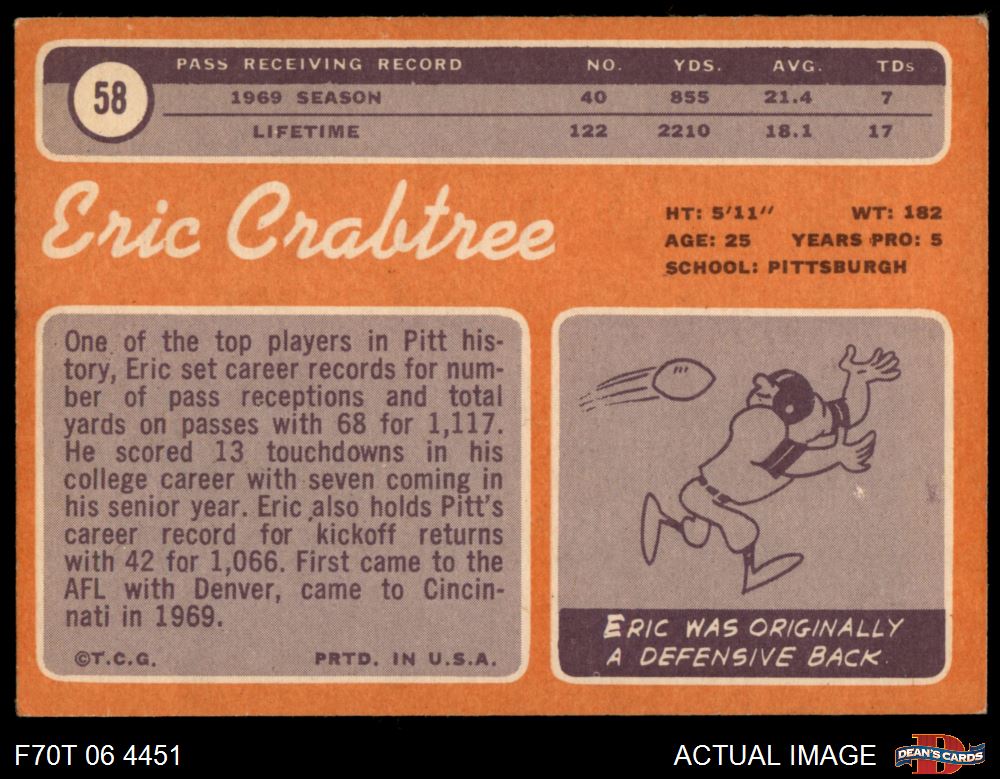 58
PASS RECEIVING RECORD NO. YDS. AVG. TDs
1969 SEASON 40 855 21.4 7
LIFETIME 122 2210 18.1 17
Eric Crabtree
HT: 5'11" WT: 182
AGE: 25 YEARS PRO: 5
SCHOOL: PITTSBURGH
One of the top players in Pitt his-
tory, Eric set career records for num-
ber of pass receptions and total
yards on passes with 68 for 1,117.
He scored 13 touchdowns in his
college career with seven coming in
his senior year. Eric also holds Pitt's
career record for kickoff returns
with 42 for 1,066. First came to the
AFL with Denver, came to Cincin-
nati in 1969.
©T.C.G. PRTD. IN U.S.A.
ERIC WAS ORIGINALLY
A DEFENSIVE BACK
F70T 06 4451 ACTUAL IMAGE D DEAN'S CARDS